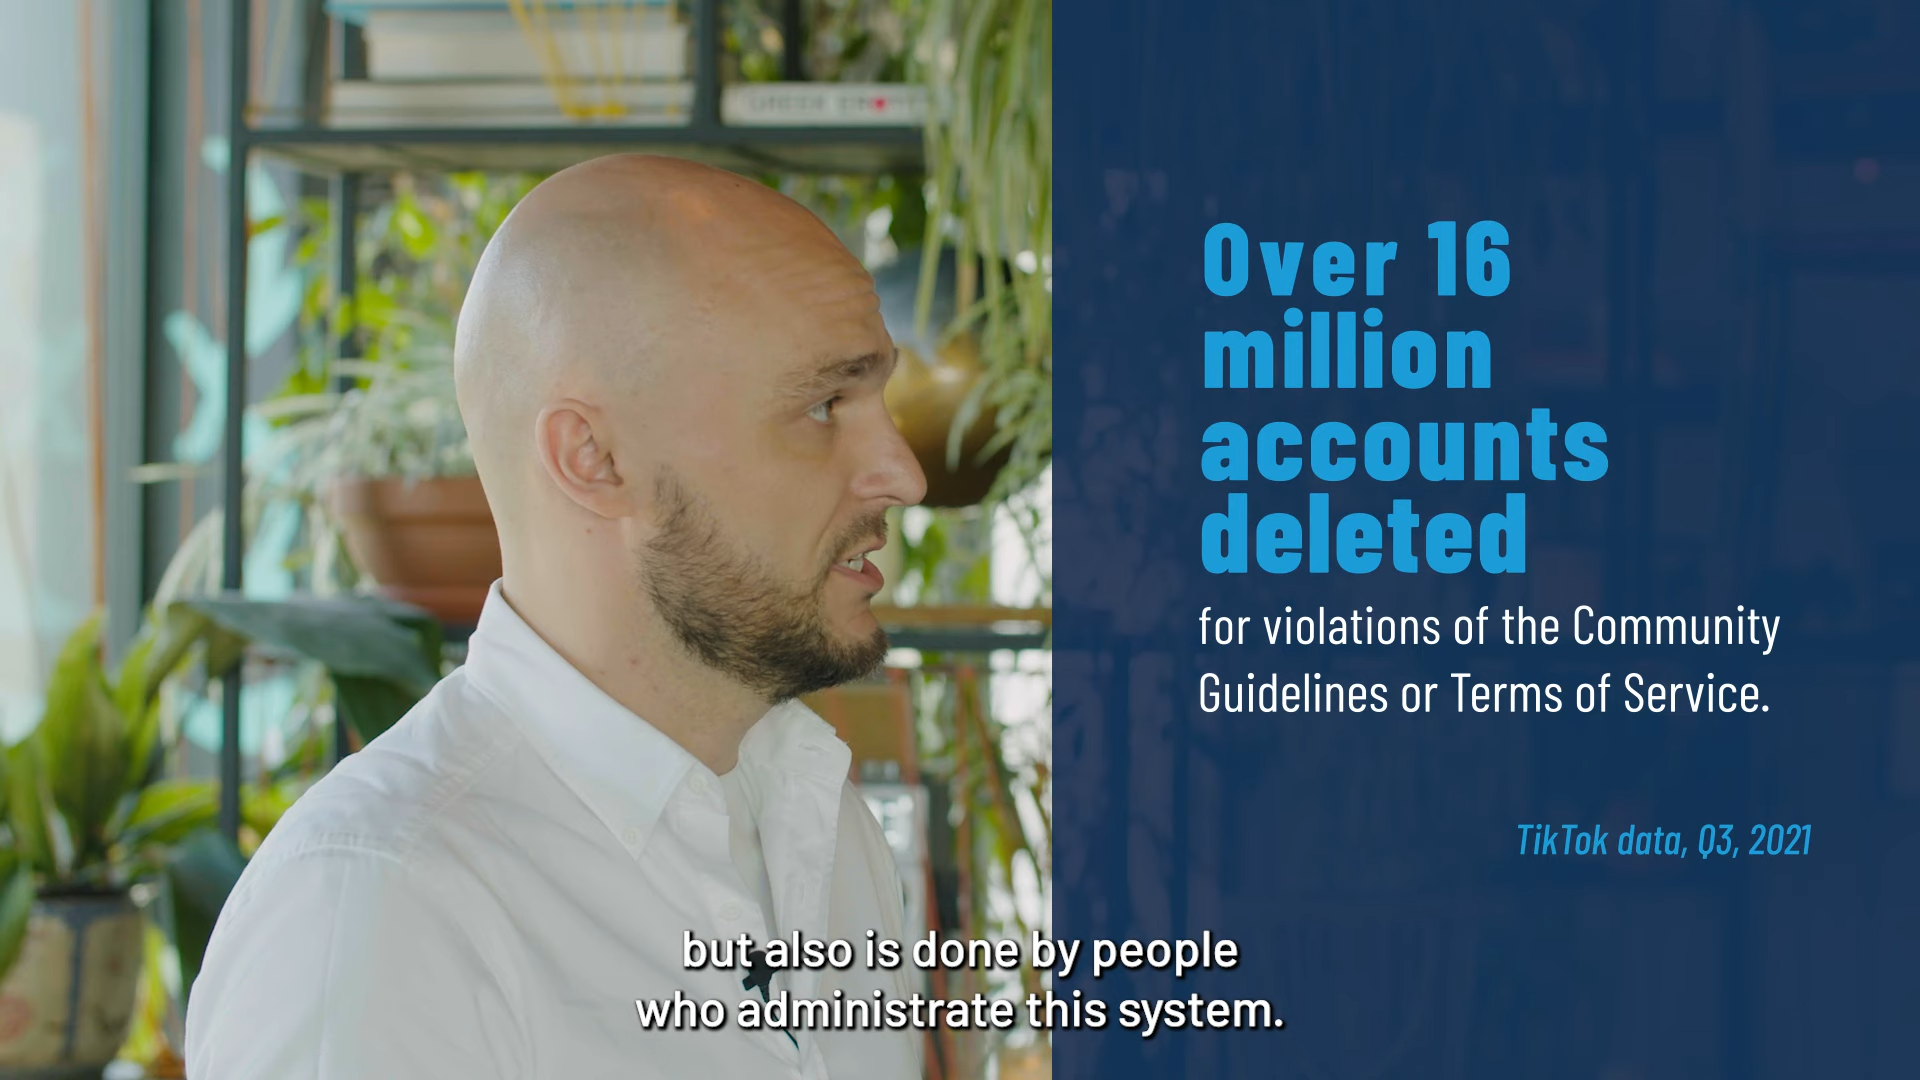 Over 16
million
accounts
deleted
for violations of the Community
Guidelines or Terms of Service.
TikTok data, Q3, 2021
but also is done by people
who administrate this system.